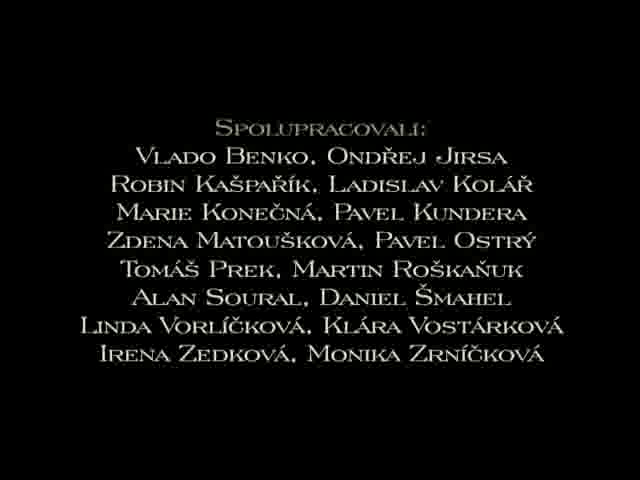 Spolupracovali:
Vlado Benko, Ondřej Jirsa
Robin Kašpařík, Ladislav Kolář
Marie Konečná, Pavel Kundera
Zdena Matoušková, Pavel Ostrý
Tomáš Prek, Martin Roškaňuk
Alan Soural, Daniel Šmahel
Linda Vorlíčková, Klára Vostárková
Irena Zedková, Monika Zrníčková